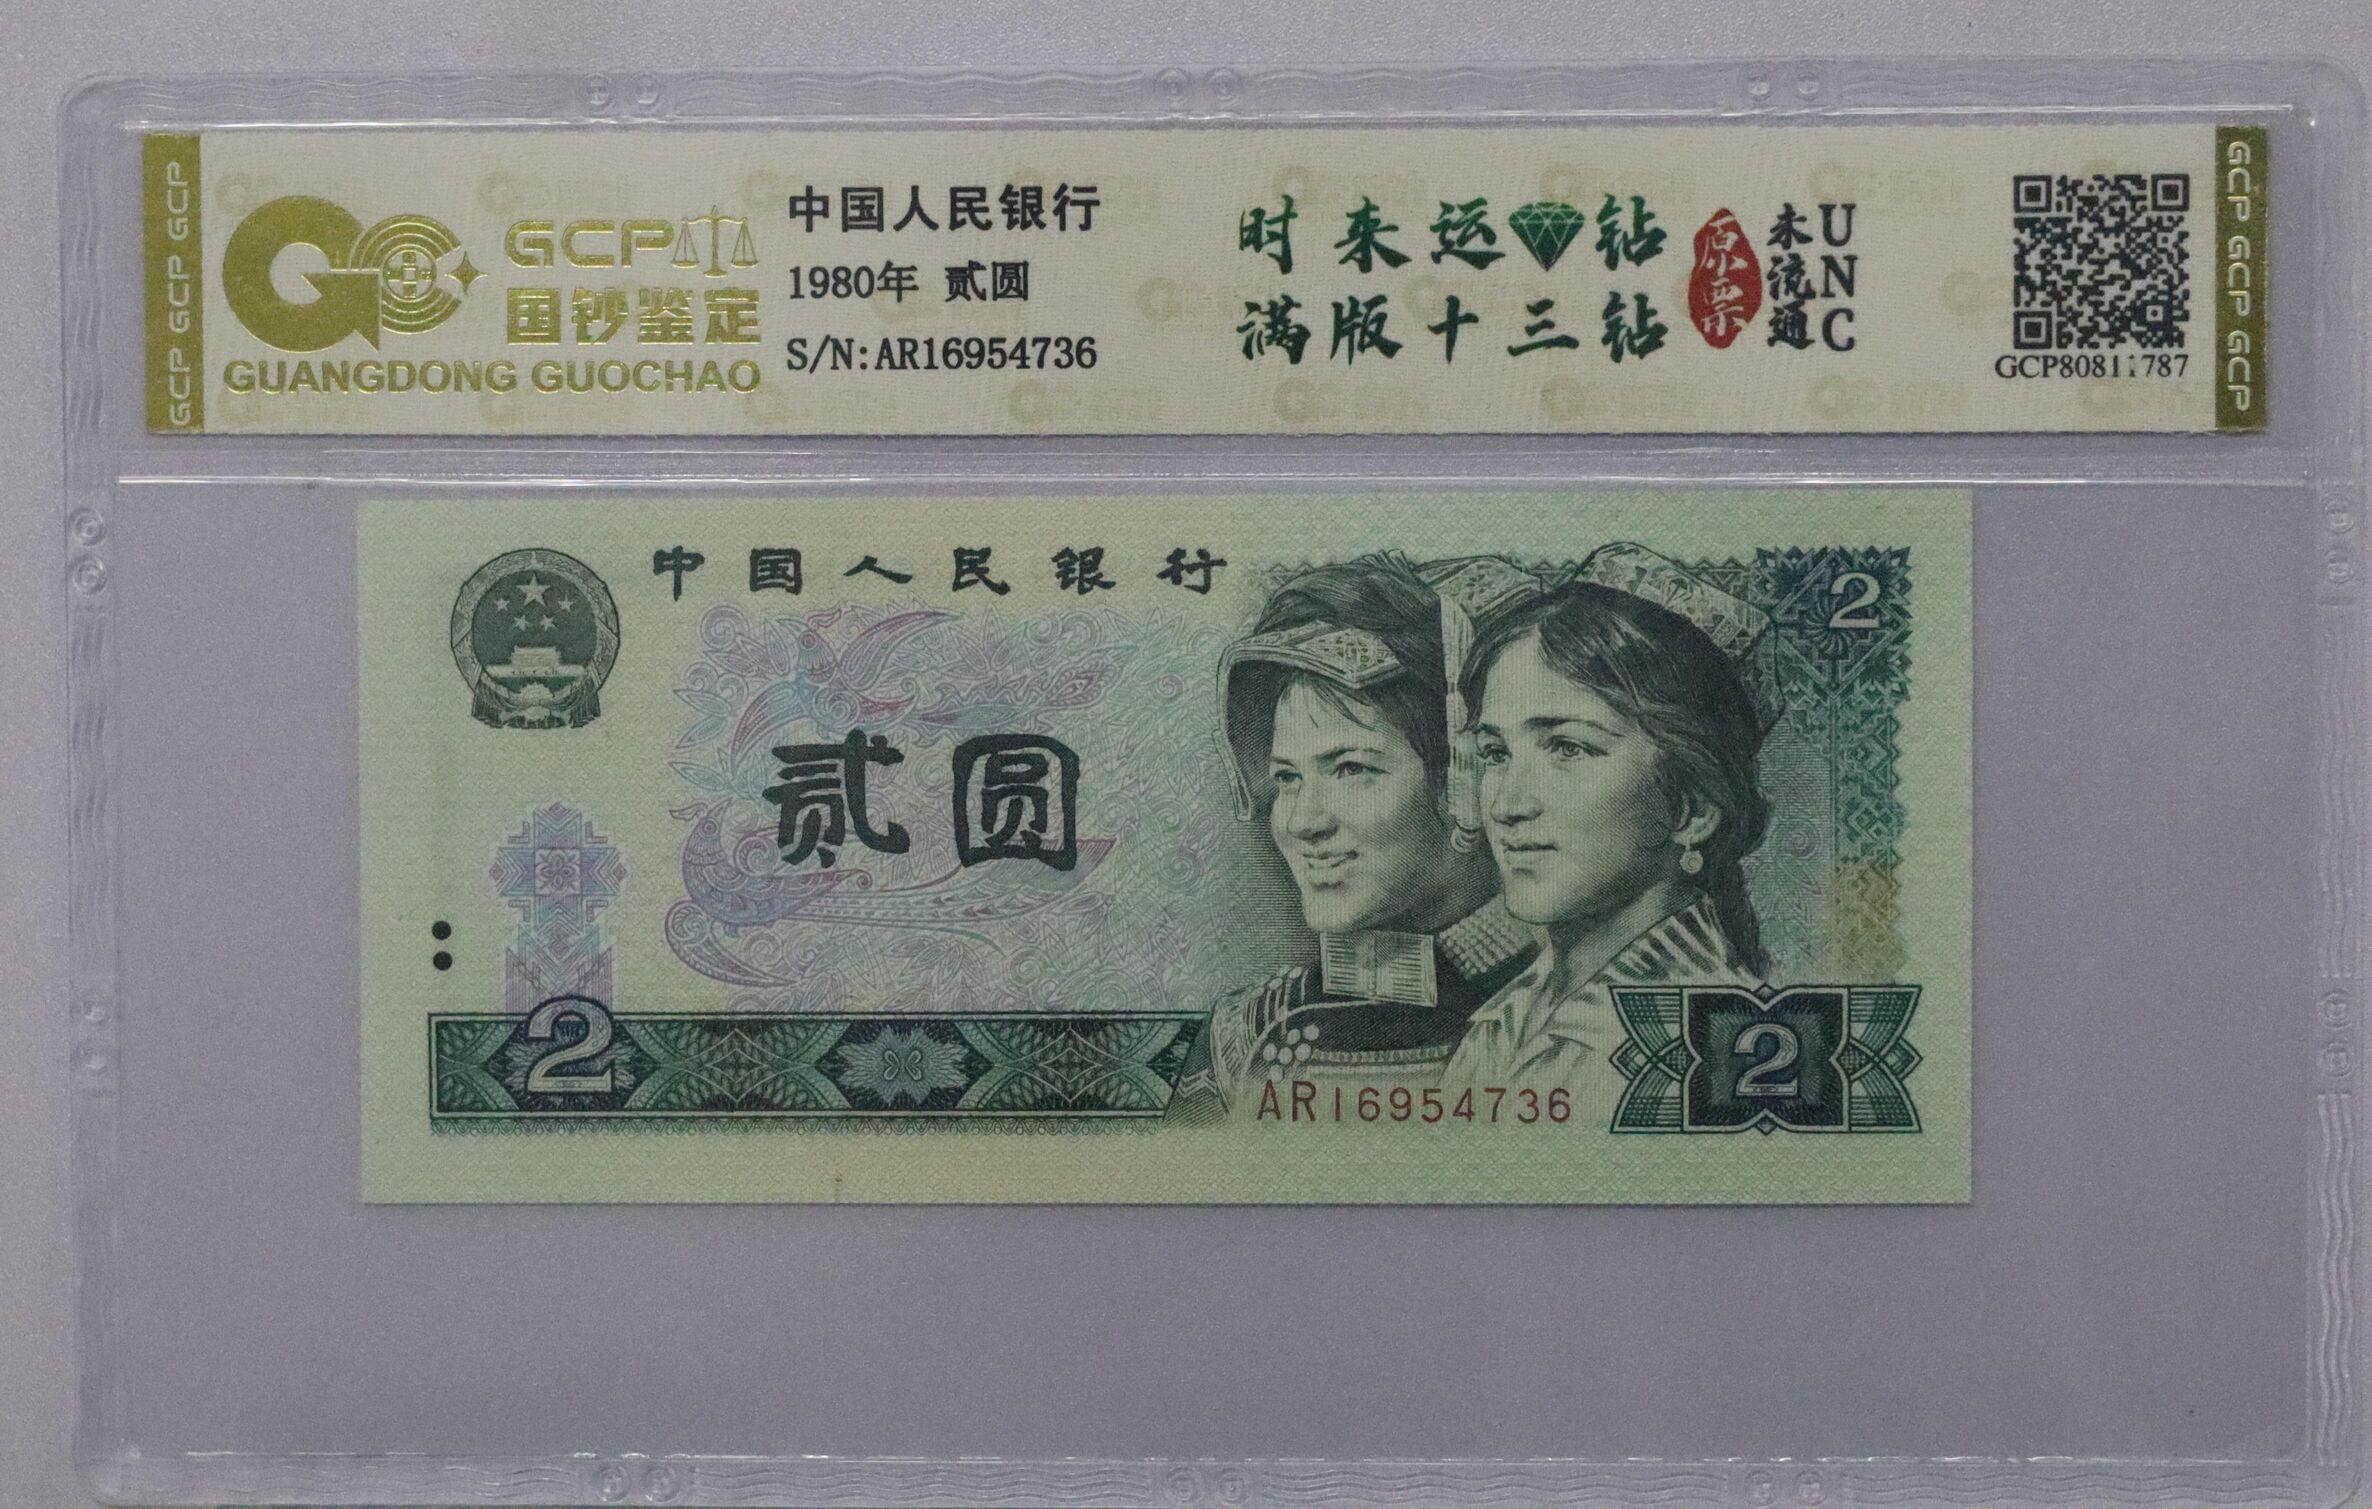 GCP GCP GCP
GCP
国钞鉴定
GUANGDONG GUOCHAO
中国人民银行
1980年 贰圆
S/N:AR16954736
时来运钻
满版十三钻
原票
未流通
UNC
GCP80811787
GCP GCP GCP
中国人民银行
2
贰圆
2
AR16954736
2